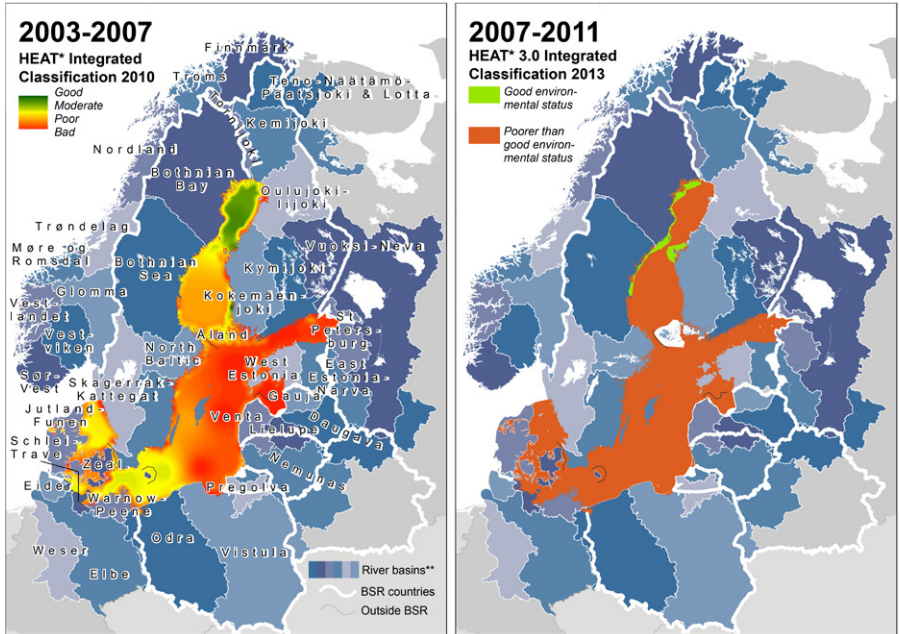 2003-2007
HEAT* Integrated
Classification 2010
Good
Moderate
Poor
Bad
Finnmark
Troms
Teno-Näätämö-
Paatsjoki & Lotta
Tornijoki
Kemijoki
Nordland
Bothnian
Bay
Oulujoki-
Iijoki
Trøndelag
Møre og
Romsdal
Vuoksi-Neva
Bothnian
Sea
Kymijoki
Glomma
Kokemäen-
joki
Vest-
landet
St
Peters-
burg
Vest-
viken
Åland
North
Baltic
West
Estonia
East
Estonia-
Narva
Sør-
Vest
Skagerrak-
Kattegat
Gauja
Jutland-
Funen
Venta
Daugava
Lielupe
Schlei-
Trave
Zeal.
Nemunas
Eider
Pregolva
Warnow-
Peene
Odra
Vistula
Weser
Elbe
River basins**
BSR countries
Outside BSR
2007-2011
HEAT* 3.0 Integrated
Classification 2013
Good environ-
mental status
Poorer than
good environ-
mental status